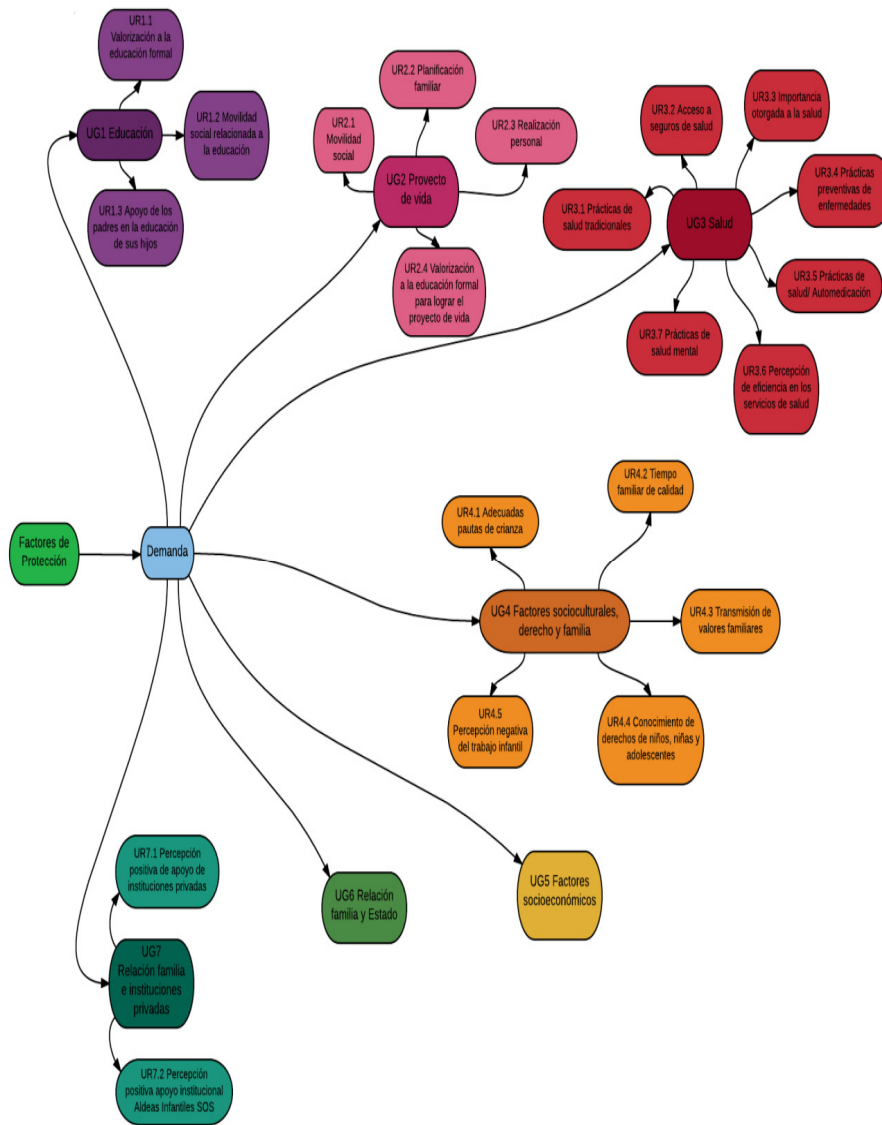 UR1.1
Valorización a la
educación formal
UG1 Educación
UR1.2 Movilidad
social relacionada a
la educación
UR1.3 Apoyo de los
padres en la educación
de sus hijos
UR2.2 Planificación
familiar
UR2.1
Movilidad
social
UR2.3 Realización
personal
UG2 Proyecto
de vida
UR2.4 Valorización
a la educación formal
para lograr el
proyecto de vida
UR3.2 Acceso a
seguros de salud
UR3.3 Importancia
otorgada a la salud
UR3.4 Prácticas
preventivas de
enfermedades
UR3.1 Prácticas de
salud tradicionales
UG3 Salud
UR3.5 Prácticas de
salud/ Automedicación
UR3.7 Prácticas de
salud mental
UR3.6 Percepción
de eficiencia en los
servicios de salud
Factores de
Protección
Demanda
UR4.1 Adecuadas
pautas de crianza
UR4.2 Tiempo
familiar de calidad
UG4 Factores socioculturales,
derecho y familia
UR4.3 Transmisión de
valores familiares
UR4.5
Percepción negativa
del trabajo infantil
UR4.4 Conocimiento de
derechos de niños, niñas y
adolescentes
UG5 Factores
socioeconómicos
UG6 Relación
familia y Estado
UR7.1 Percepción
positiva de apoyo de
instituciones privadas
UG7
Relación familia
e instituciones
privadas
UR7.2 Percepción
positiva apoyo institucional
Aldeas Infantiles SOS